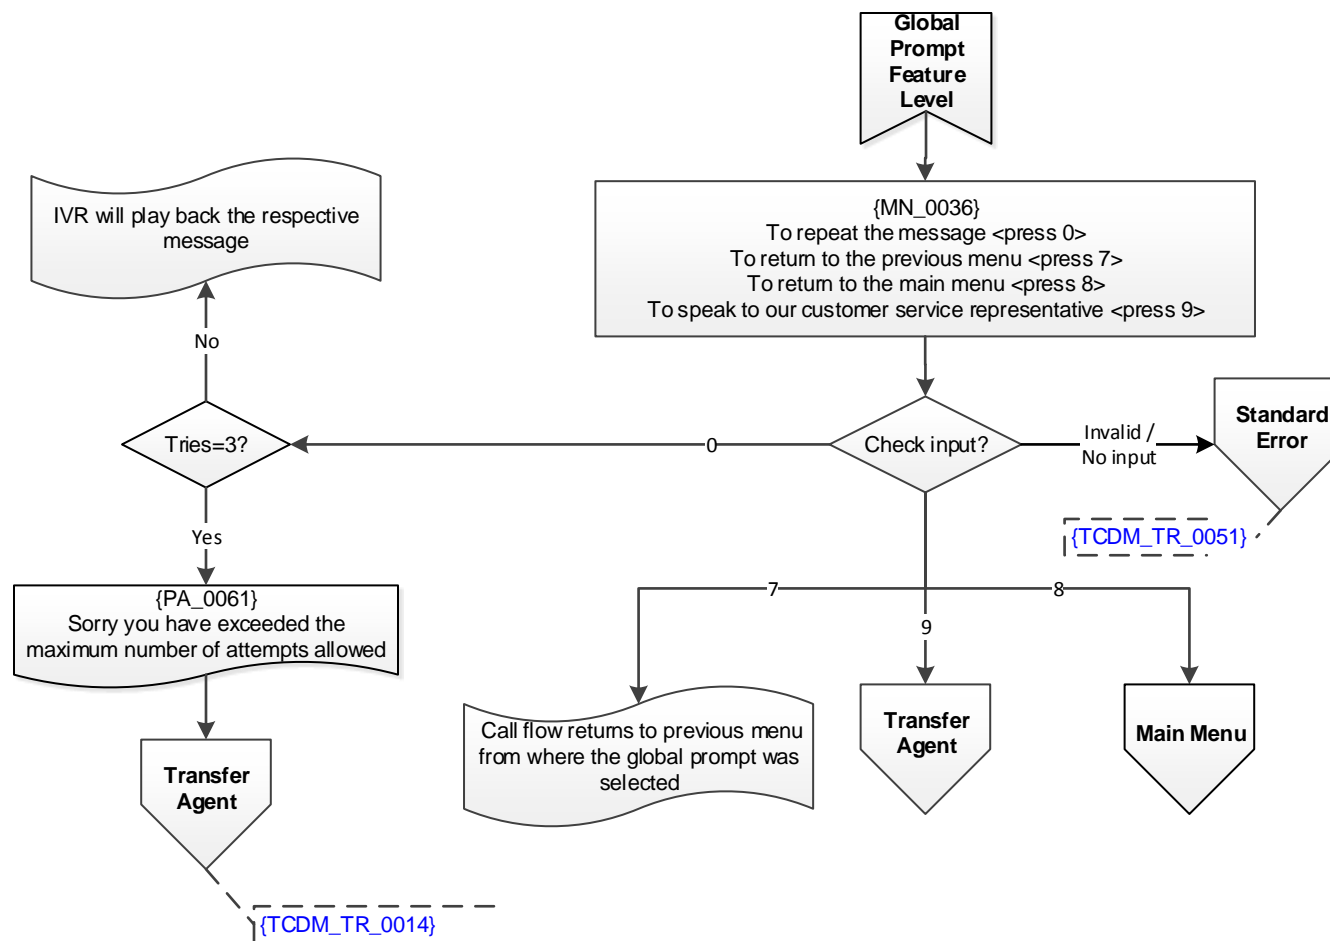 Global
Prompt
Feature
Level
{MN_0036}
To repeat the message <press 0>
To return to the previous menu <press 7>
To return to the main menu <press 8>
To speak to our customer service representative <press 9>
IVR will play back the respective
message
No
Tries=3?
0
Check input?
Invalid /
No input
Standard
Error
{TCDM_TR_0051}
Yes
{PA_0061}
Sorry you have exceeded the
maximum number of attempts allowed
7
8
9
Call flow returns to previous menu
from where the global prompt was
selected
Transfer
Agent
Main Menu
Transfer
Agent
{TCDM_TR_0014}